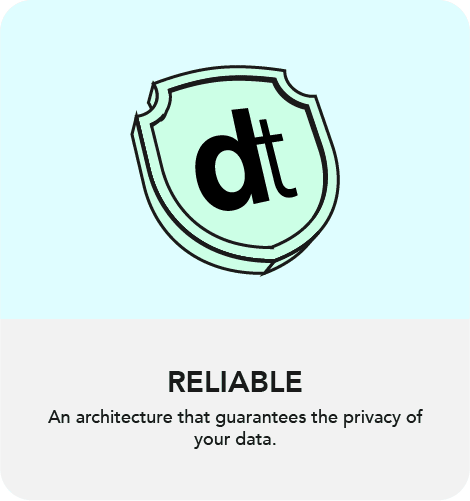 dt
RELIABLE
An architecture that guarantees the privacy of
your data.